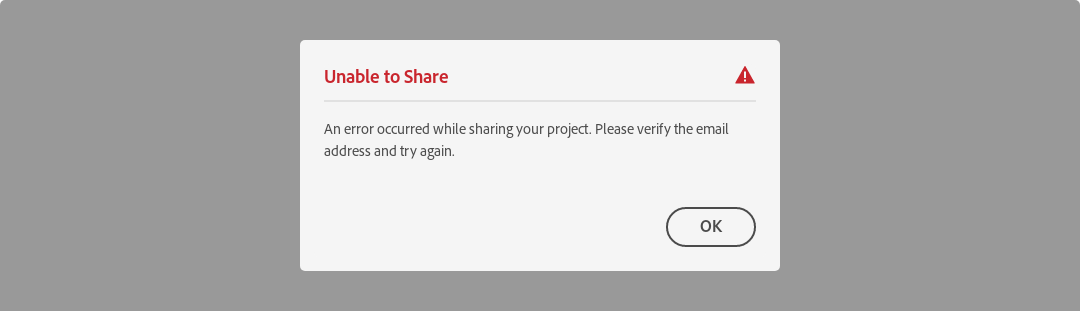 Unable to Share
An error occurred while sharing your project. Please verify the email
address and try again.
OK